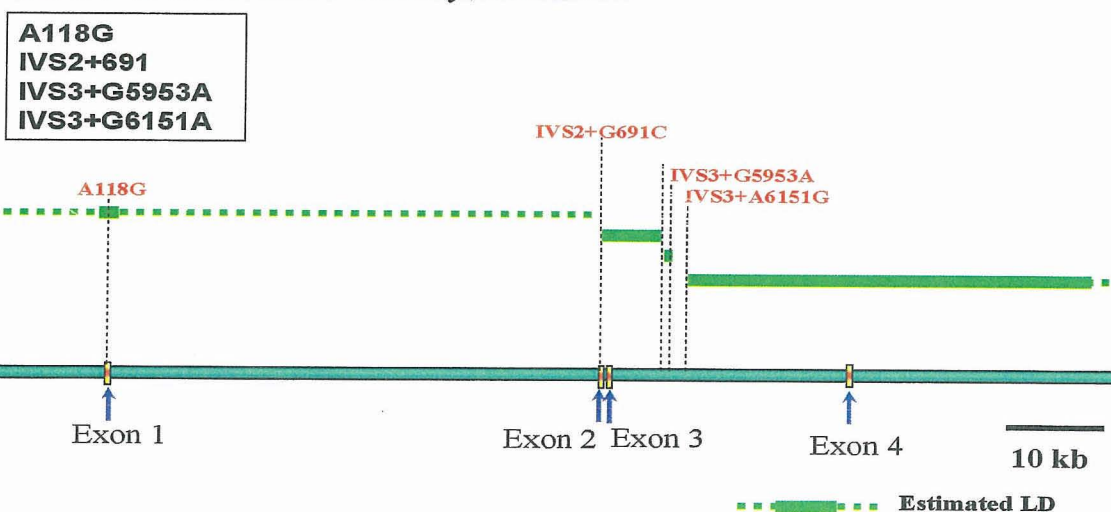 A118G
IVS2+691
IVS3+G5953A
IVS3+G6151A
IVS2+G691C
IVS3+G5953A
A118G
IVS3+A6151G
Exon 1
Exon 2
Exon 3
Exon 4
10 kb
Estimated LD